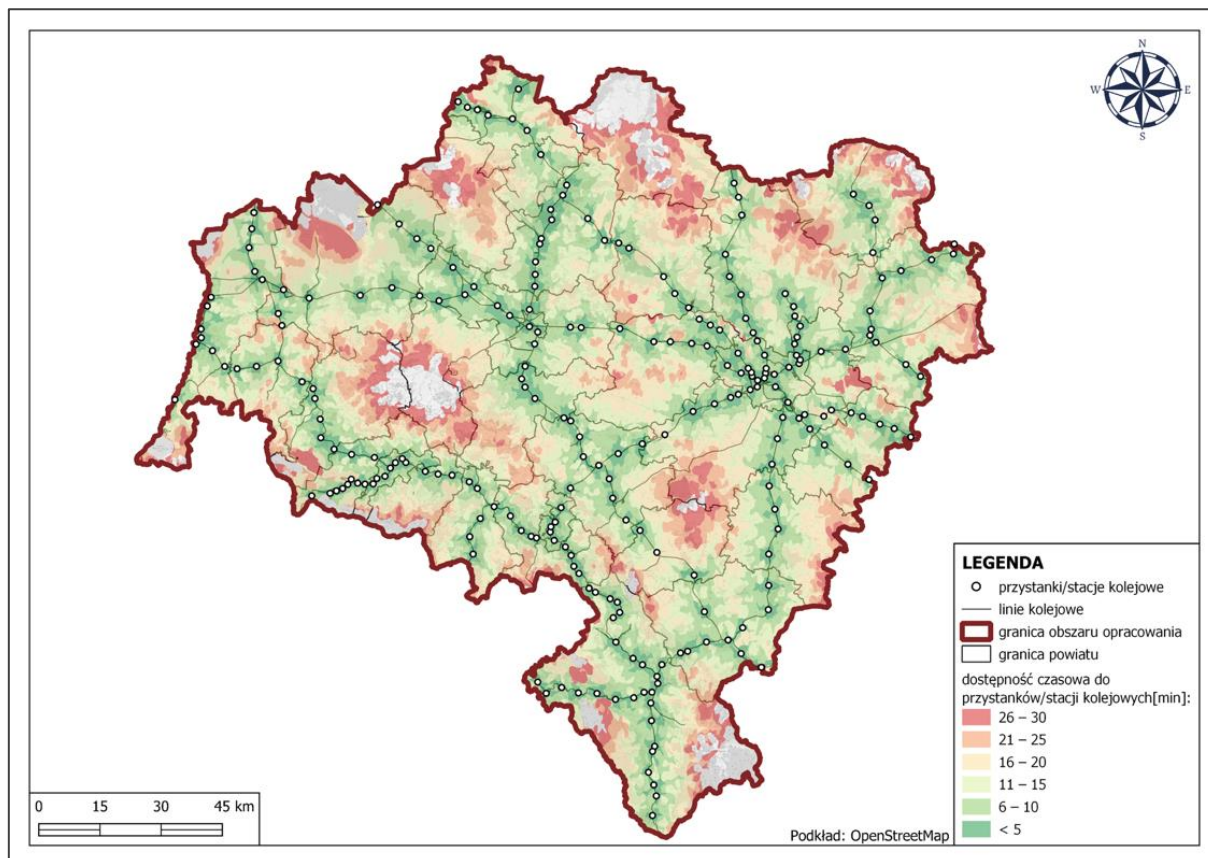 N
W E
S
LEGENDA
przystanki/stacje kolejowe
linie kolejowe
granica obszaru opracowania
granica powiatu
dostępność czasowa do
przystanków/stacji kolejowych[min]:
26 – 30
21 – 25
16 – 20
11 – 15
6 – 10
< 5
0 15 30 45 km
Podkład: OpenStreetMap